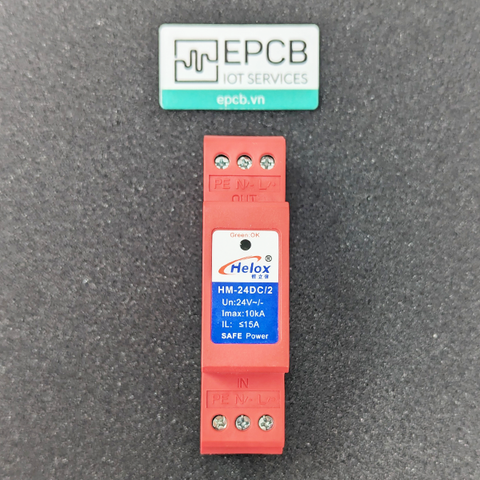 EPCB
IOT SERVICES
epcb.vn
PE N/- L/+
OUT
Green OK
Helox®
HM-24DC/2
Un:24V~/-
Imax:10kA
IL: ≤15A
SAFE Power
IN
PE N/- L/+